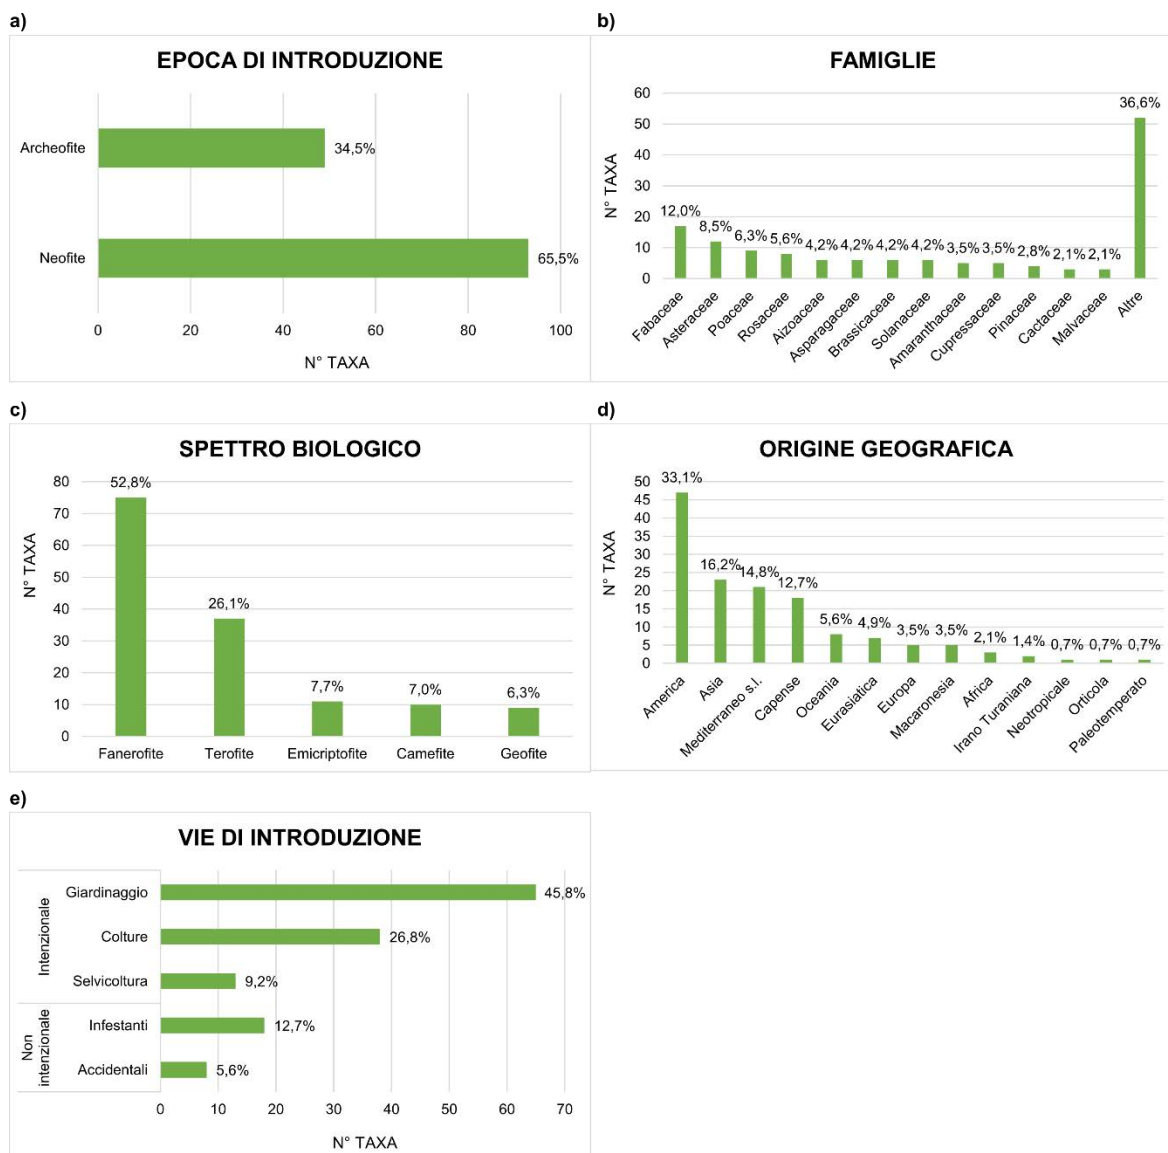 a)
EPOCA DI INTRODUZIONE
Archeofite
34,5%
Neofite
65,5%
0 20 40 60 80 100
N° TAXA
b)
FAMIGLIE
N° TAXA
60
50
40
30
20
10
0
12,0%
8,5%
6,3%
5,6%
4,2%
4,2%
4,2%
4,2%
3,5%
3,5%
2,8%
2,1%
2,1%
36,6%
Fabaceae
Asteraceae
Poaceae
Rosaceae
Aizoaceae
Asparagaceae
Brassicaceae
Solanaceae
Amaranthaceae
Cupressaceae
Pinaceae
Cactaceae
Malvaceae
Altre
c)
SPETTRO BIOLOGICO
N° TAXA
80
70
60
50
40
30
20
10
0
52,8%
26,1%
7,7%
7,0%
6,3%
Fanerofite
Terofite
Emicriptofite
Camefite
Geofite
d)
ORIGINE GEOGRAFICA
N° TAXA
50
45
40
35
30
25
20
15
10
5
0
33,1%
16,2%
14,8%
12,7%
5,6%
4,9%
3,5%
3,5%
2,1%
1,4%
0,7%
0,7%
0,7%
America
Asia
Mediterraneo s.l.
Capense
Oceania
Eurasiatica
Europa
Macaronesia
Africa
Irano Turaniana
Neotropicale
Orticola
Paleotemperato
e)
VIE DI INTRODUZIONE
Intenzionale
Giardinaggio
45,8%
Colture
26,8%
Selvicoltura
9,2%
Non
intenzionale
Infestanti
12,7%
Accidentali
5,6%
0 10 20 30 40 50 60 70
N° TAXA